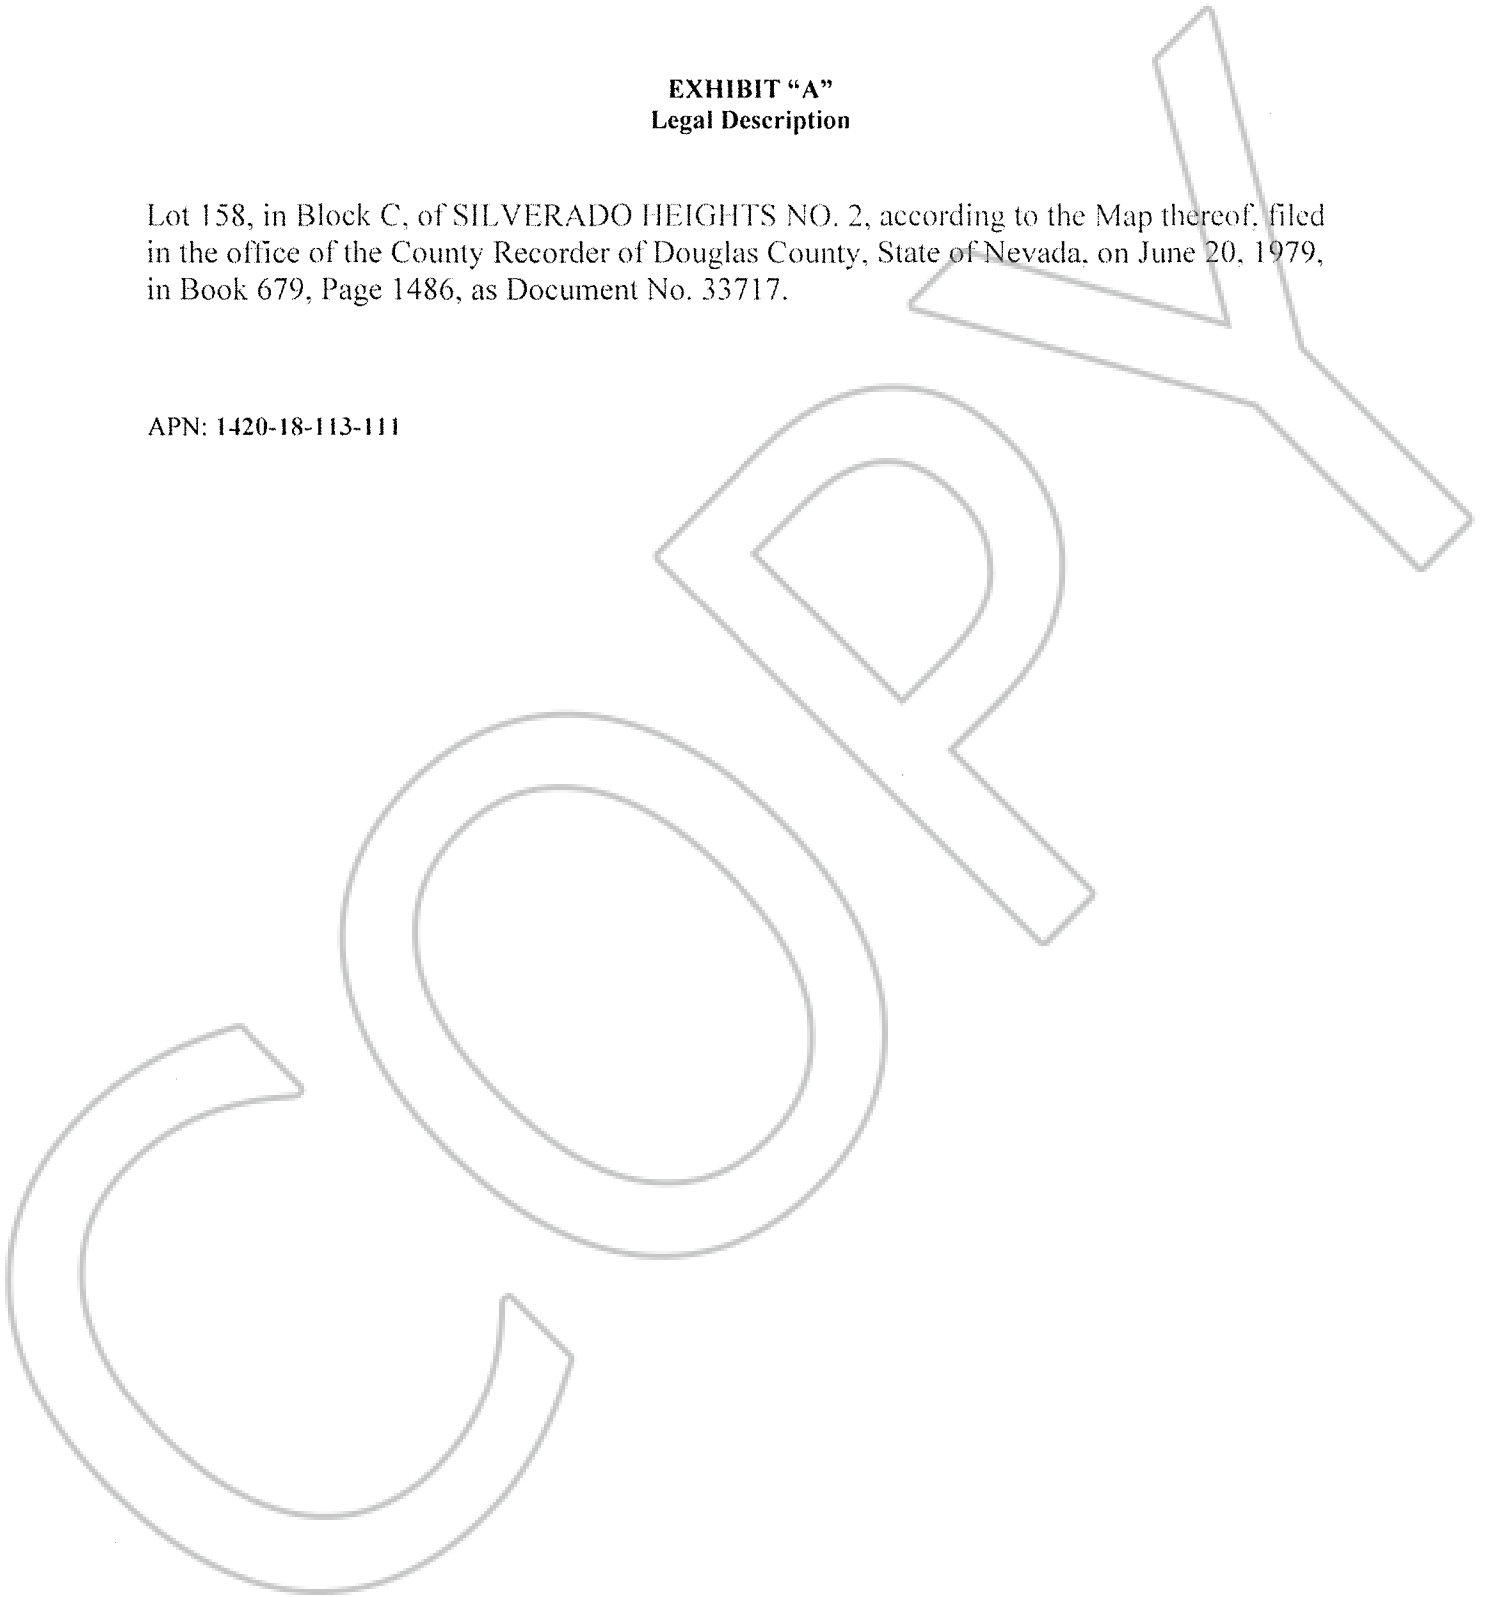 EXHIBIT “A”
Legal Description
Lot 158, in Block C, of SILVERADO HEIGHTS NO. 2, according to the Map thereof, filed
in the office of the County Recorder of Douglas County, State of Nevada, on June 20, 1979,
in Book 679, Page 1486, as Document No. 33717.
APN: 1420-18-113-111
COPY